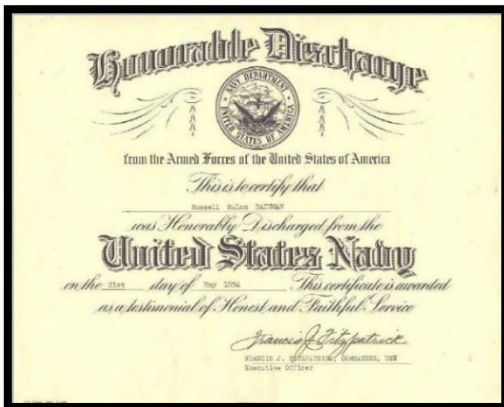 Honorable Discharge
NAVY DEPARTMENT
UNITED STATES OF AMERICA
from the Armed Forces of the United States of America
This is to certify that
Russell
was Honorably Discharged from the
United States Navy
on the 21st day of May 1954 This certificate is awarded
as a testimonial of Honest and Faithful Service
Francis J. Fitzpatrick
FRANCIS J. FITZPATRICK, COMMANDER, USN
Executive Officer